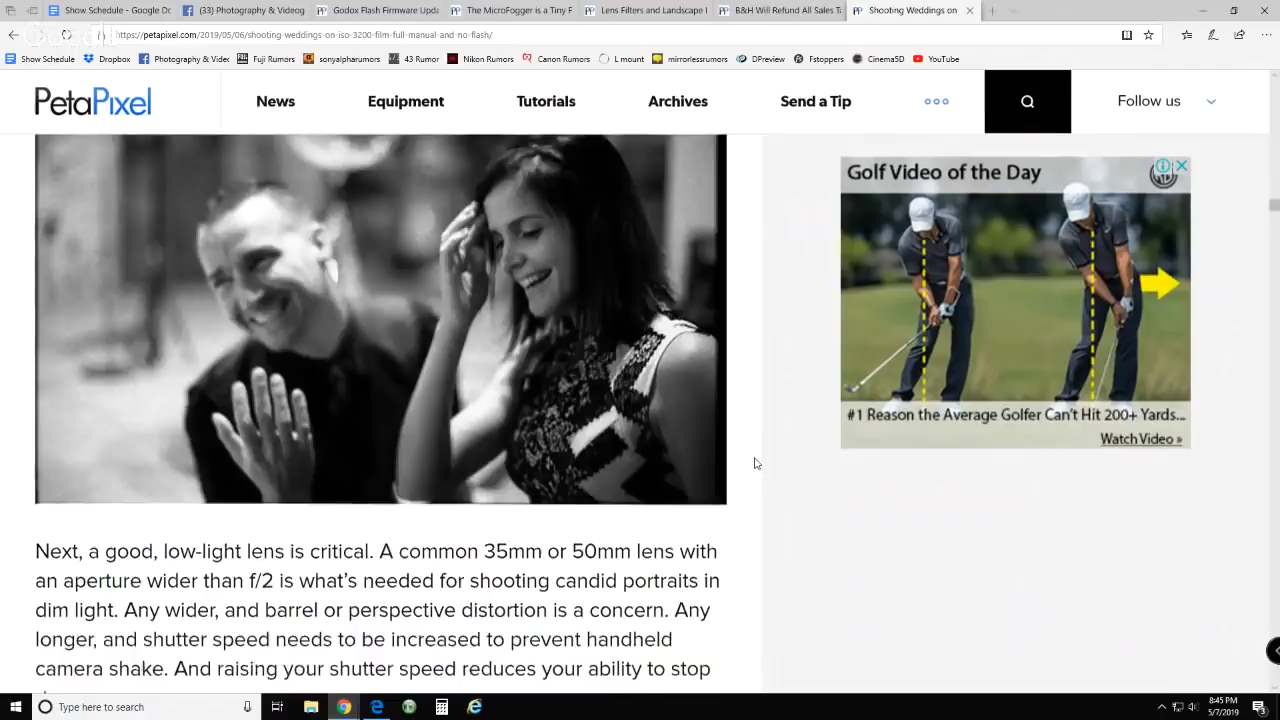 Show Schedule - Google Do
(33) Photography & Videog
Godox Flash Firmware Upda
The MicroFogger is a Tiny F
Lens Filters and Landscape I
B&H Will Refund All Sales Ta
Shooting Weddings on
https://petapixel.com/2019/05/06/shooting-weddings-on-iso-3200-film-full-manual-and-no-flash/
Show Schedule Dropbox Photography & Video Fuji Rumors sonyalpharumors 43 Rumor Nikon Rumors Canon Rumors L mount mirrorlessrumors DPreview Fstoppers Cinema5D YouTube
PetaPixel News Equipment Tutorials Archives Send a Tip Follow us
Golf Video of the Day
#1 Reason the Average Golfer Can't Hit 200+ Yards...
Watch Video »
Next, a good, low-light lens is critical. A common 35mm or 50mm lens with
an aperture wider than f/2 is what's needed for shooting candid portraits in
dim light. Any wider, and barrel or perspective distortion is a concern. Any
longer, and shutter speed needs to be increased to prevent handheld
camera shake. And raising your shutter speed reduces your ability to stop
Type here to search
8:45 PM
5/7/2019